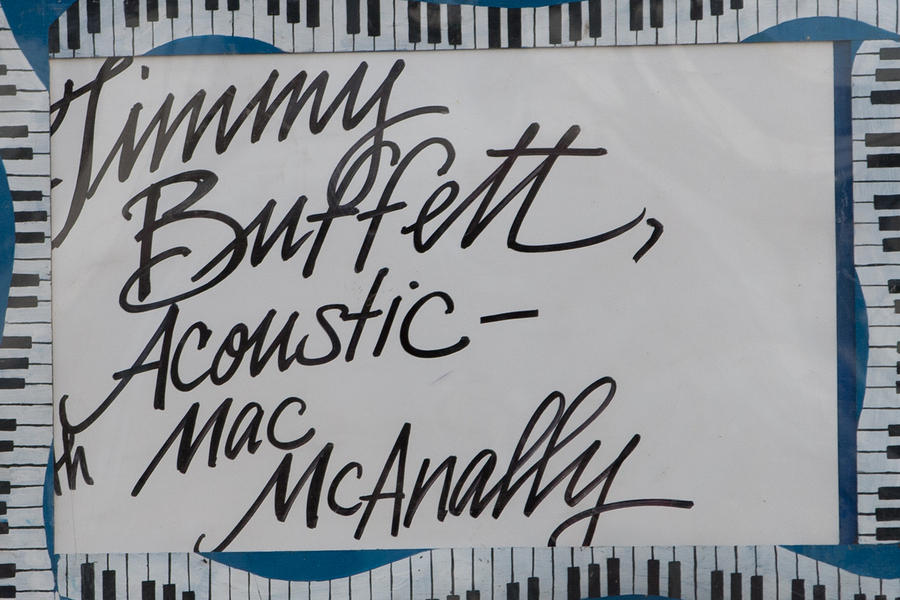 Jimmy
Buffett,
Acoustic –
Mac
McAnally